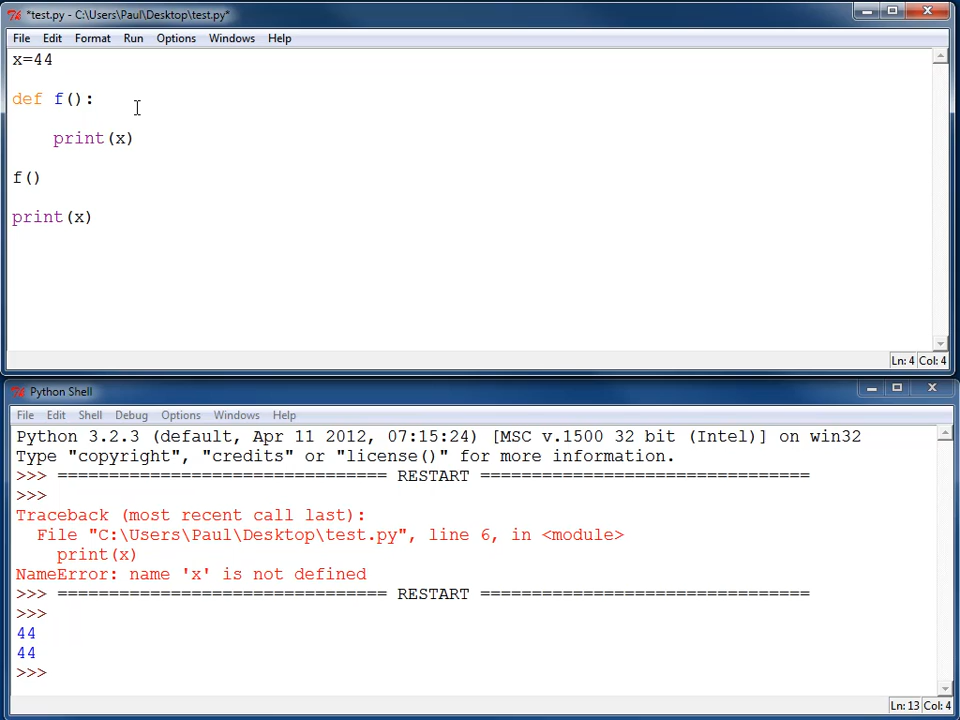 *test.py - C:\Users\Paul\Desktop\test.py*
File Edit Format Run Options Windows Help
x=44
def f():
    print(x)
f()
print(x)
Ln: 4 Col: 4
Python Shell
File Edit Shell Debug Options Windows Help
Python 3.2.3 (default, Apr 11 2012, 07:15:24) [MSC v.1500 32 bit (Intel)] on win32
Type "copyright", "credits" or "license()" for more information.
>>> ================================ RESTART ================================
>>>
Traceback (most recent call last):
  File "C:\Users\Paul\Desktop\test.py", line 6, in <module>
    print(x)
NameError: name 'x' is not defined
>>> ================================ RESTART ================================
>>>
44
44
>>>
Ln: 13 Col: 4